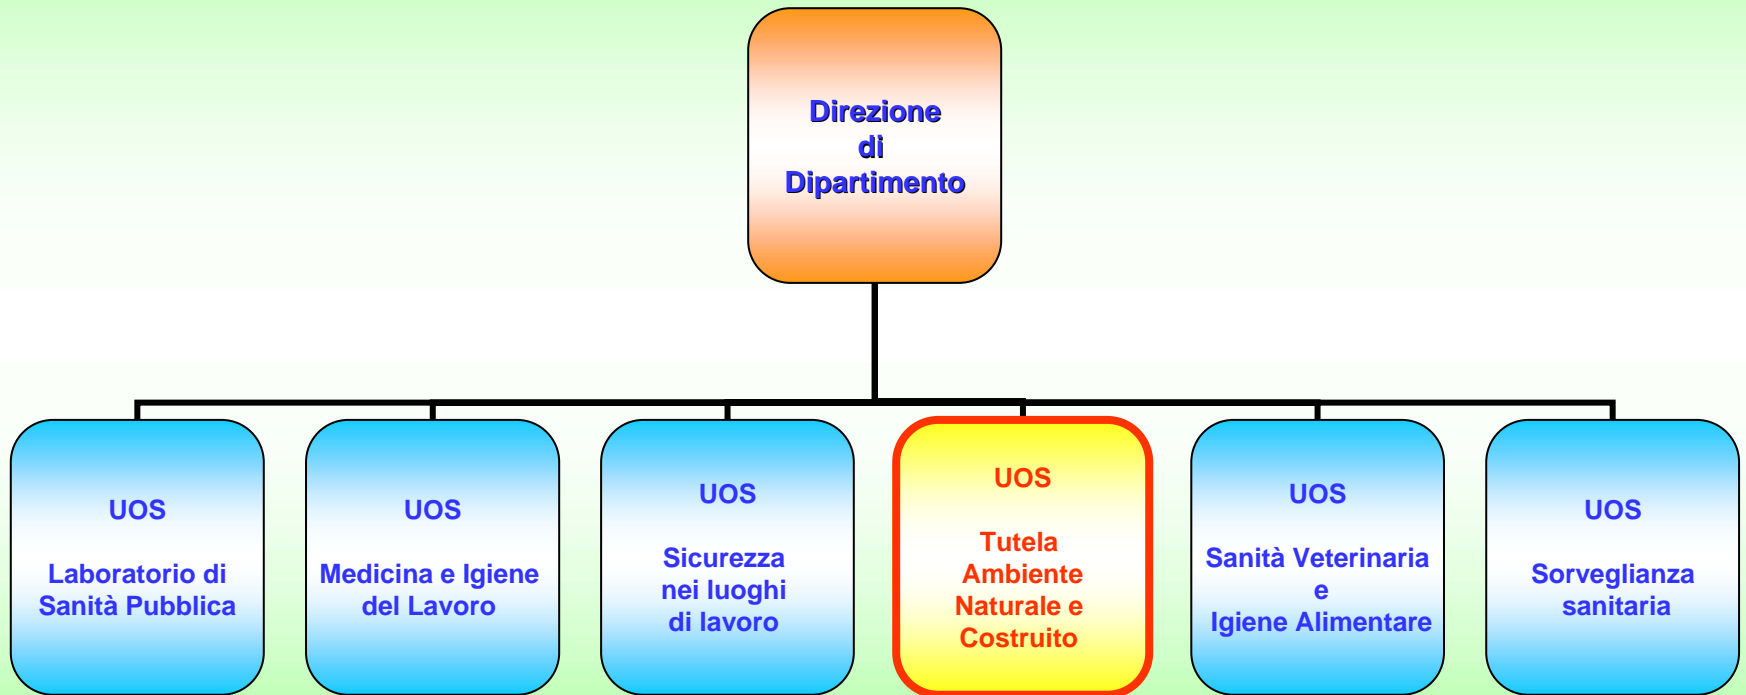 Direzione
di
Dipartimento
UOS
Laboratorio di
Sanità Pubblica
UOS
Medicina e Igiene
del Lavoro
UOS
Sicurezza
nei luoghi
di lavoro
UOS
Tutela
Ambiente
Naturale e
Costruito
UOS
Sanità Veterinaria
e
Igiene Alimentare
UOS
Sorveglianza
sanitaria